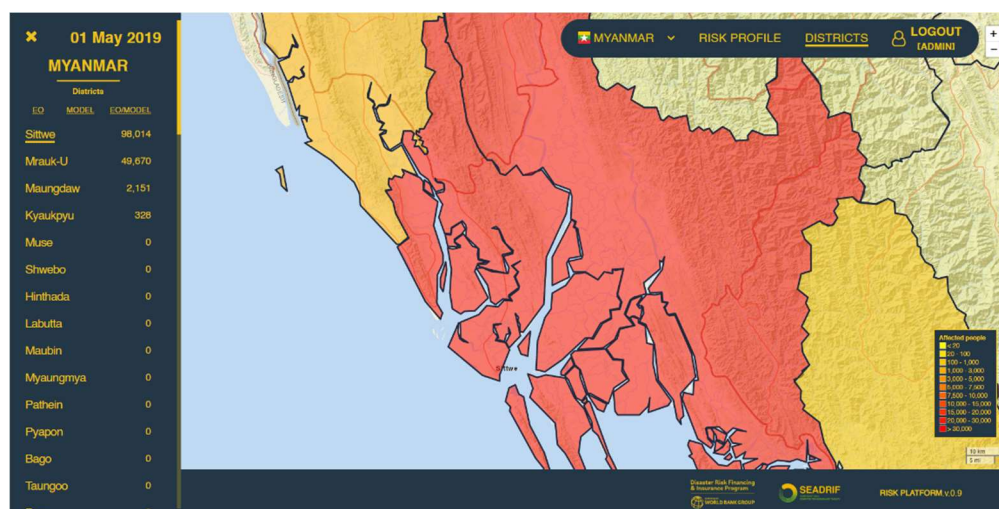 01 May 2019
MYANMAR
Districts
EO MODEL EO/MODEL
Sittwe 98,014
Mrauk-U 49,670
Maungdaw 2,151
Kyaukpyu 328
Muse 0
Shwebo 0
Hinthada 0
Labutta 0
Maubin 0
Myaungmya 0
Pathein 0
Pyapon 0
Bago 0
Taungoo 0
MYANMAR RISK PROFILE DISTRICTS LOGOUT
[ADMIN]
+
−
Sittwe
Affected people
< 20
20 - 100
100 - 1,000
1,000 - 3,000
3,000 - 5,000
5,000 - 7,500
7,500 - 10,000
10,000 - 15,000
15,000 - 20,000
20,000 - 30,000
> 30,000
10 km
5 mi
Disaster Risk Financing
& Insurance Program
WORLD BANK GROUP
SEADRIF
RISK PLATFORM v.0.9